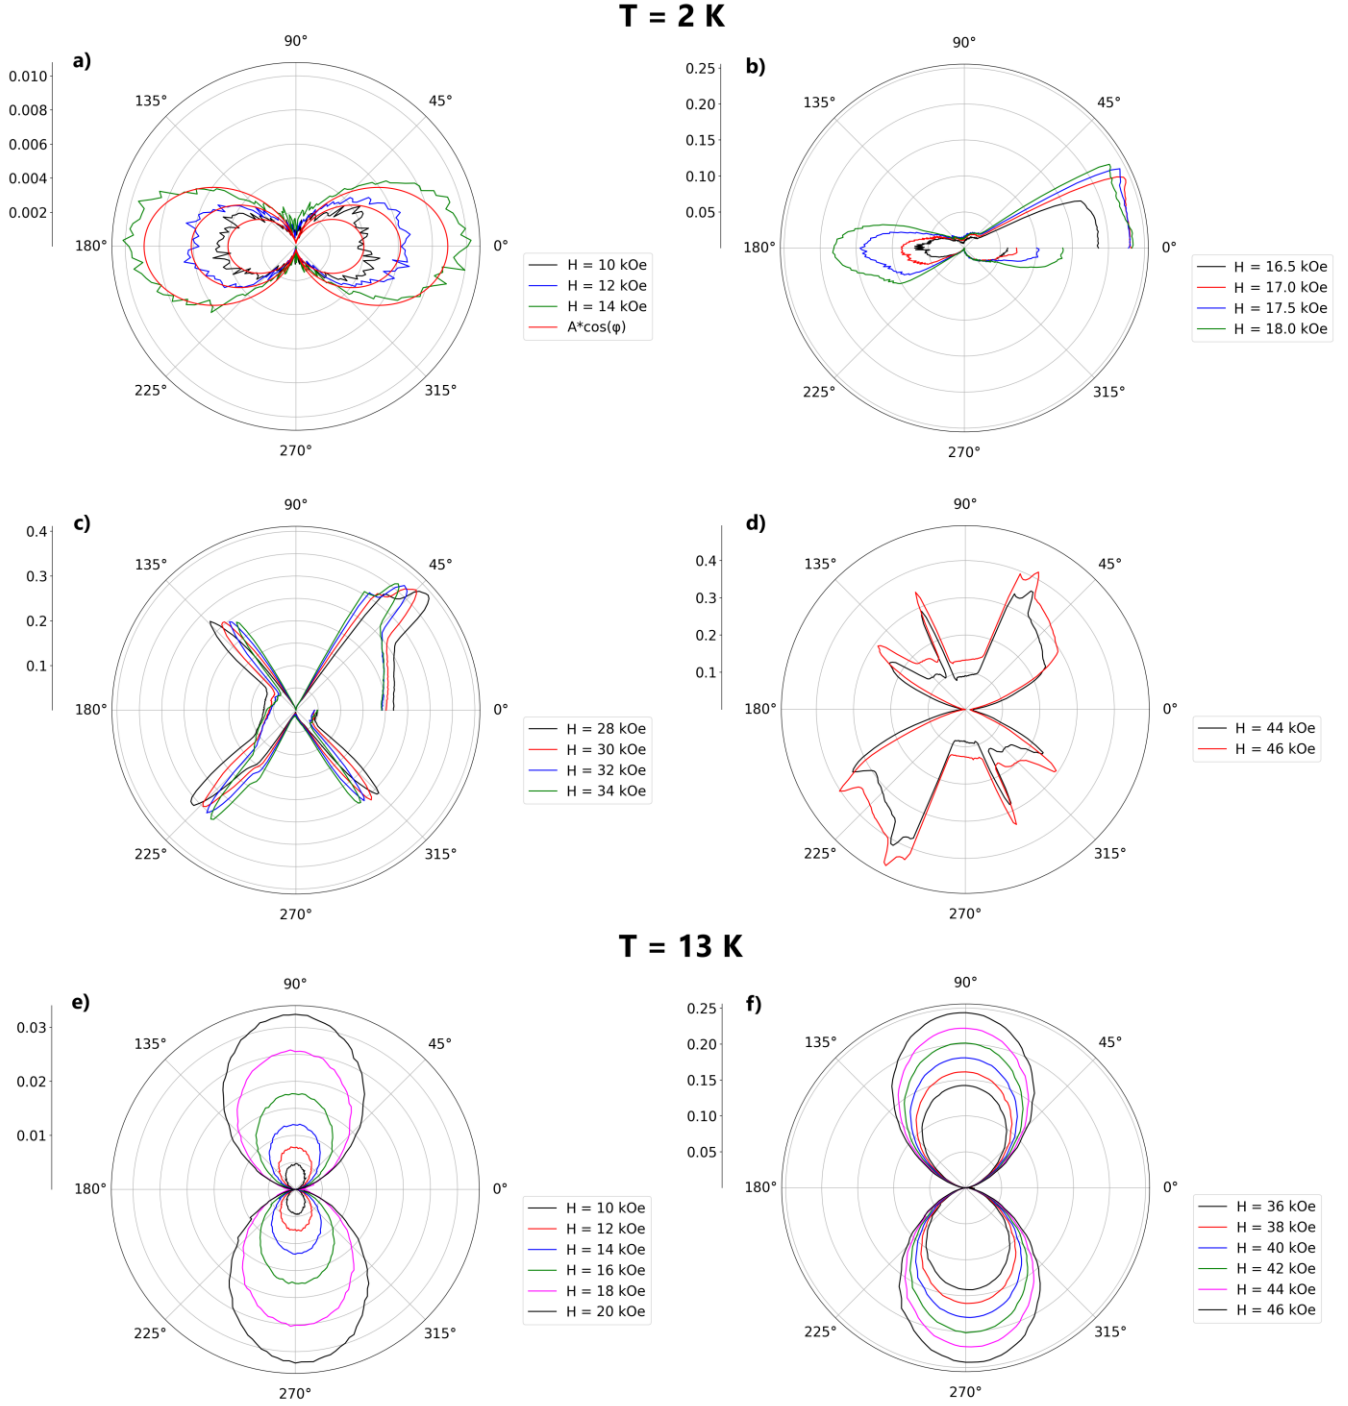 T = 2 K
a)
90°
135°
45°
180°
0°
225°
315°
270°
0.010
0.008
0.006
0.004
0.002
H = 10 kOe
H = 12 kOe
H = 14 kOe
A*cos(φ)
b)
90°
135°
45°
180°
0°
225°
315°
270°
0.25
0.20
0.15
0.10
0.05
H = 16.5 kOe
H = 17.0 kOe
H = 17.5 kOe
H = 18.0 kOe
c)
90°
135°
45°
180°
0°
225°
315°
270°
0.4
0.3
0.2
0.1
H = 28 kOe
H = 30 kOe
H = 32 kOe
H = 34 kOe
d)
90°
135°
45°
180°
0°
225°
315°
270°
0.4
0.3
0.2
0.1
H = 44 kOe
H = 46 kOe
T = 13 K
e)
90°
135°
45°
180°
0°
225°
315°
270°
0.03
0.02
0.01
H = 10 kOe
H = 12 kOe
H = 14 kOe
H = 16 kOe
H = 18 kOe
H = 20 kOe
f)
90°
135°
45°
180°
0°
225°
315°
270°
0.25
0.20
0.15
0.10
0.05
H = 36 kOe
H = 38 kOe
H = 40 kOe
H = 42 kOe
H = 44 kOe
H = 46 kOe